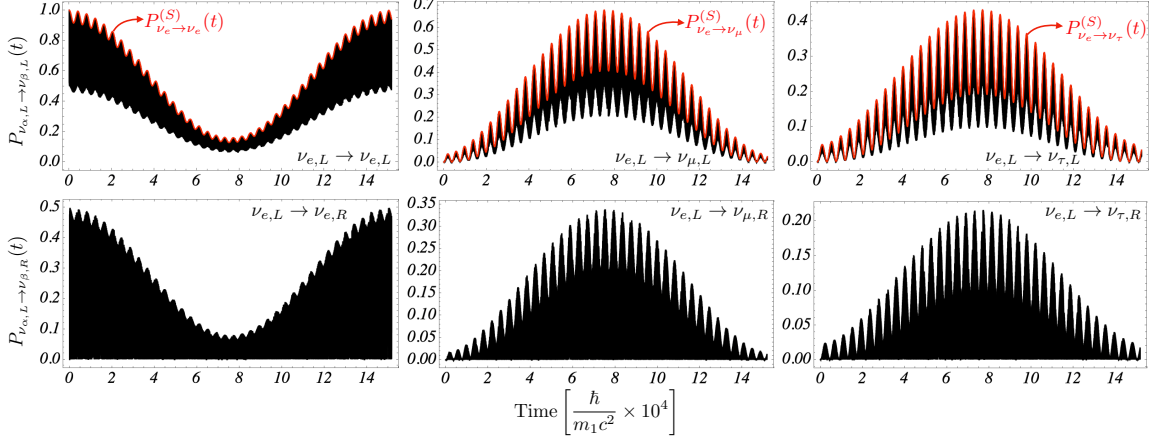 P_{ν_{α,L}→ν_{β,L}}(t)
1.0
0.8
0.6
0.4
0.2
0.0
P^{(S)}_{ν_e→ν_e}(t)
ν_{e,L} → ν_{e,L}
0 2 4 6 8 10 12 14
0.7
0.6
0.5
0.4
0.3
0.2
0.1
0.0
P^{(S)}_{ν_e→ν_μ}(t)
ν_{e,L} → ν_{μ,L}
0 2 4 6 8 10 12 14
0.4
0.3
0.2
0.1
0.0
P^{(S)}_{ν_e→ν_τ}(t)
ν_{e,L} → ν_{τ,L}
0 2 4 6 8 10 12 14
P_{ν_{α,L}→ν_{β,R}}(t)
0.5
0.4
0.3
0.2
0.1
0.0
ν_{e,L} → ν_{e,R}
0 2 4 6 8 10 12 14
0.35
0.30
0.25
0.20
0.15
0.10
0.05
0.00
ν_{e,L} → ν_{μ,R}
0 2 4 6 8 10 12 14
0.20
0.15
0.10
0.05
0.00
ν_{e,L} → ν_{τ,R}
0 2 4 6 8 10 12 14
Time [ħ/(m_1c^2) × 10^4]